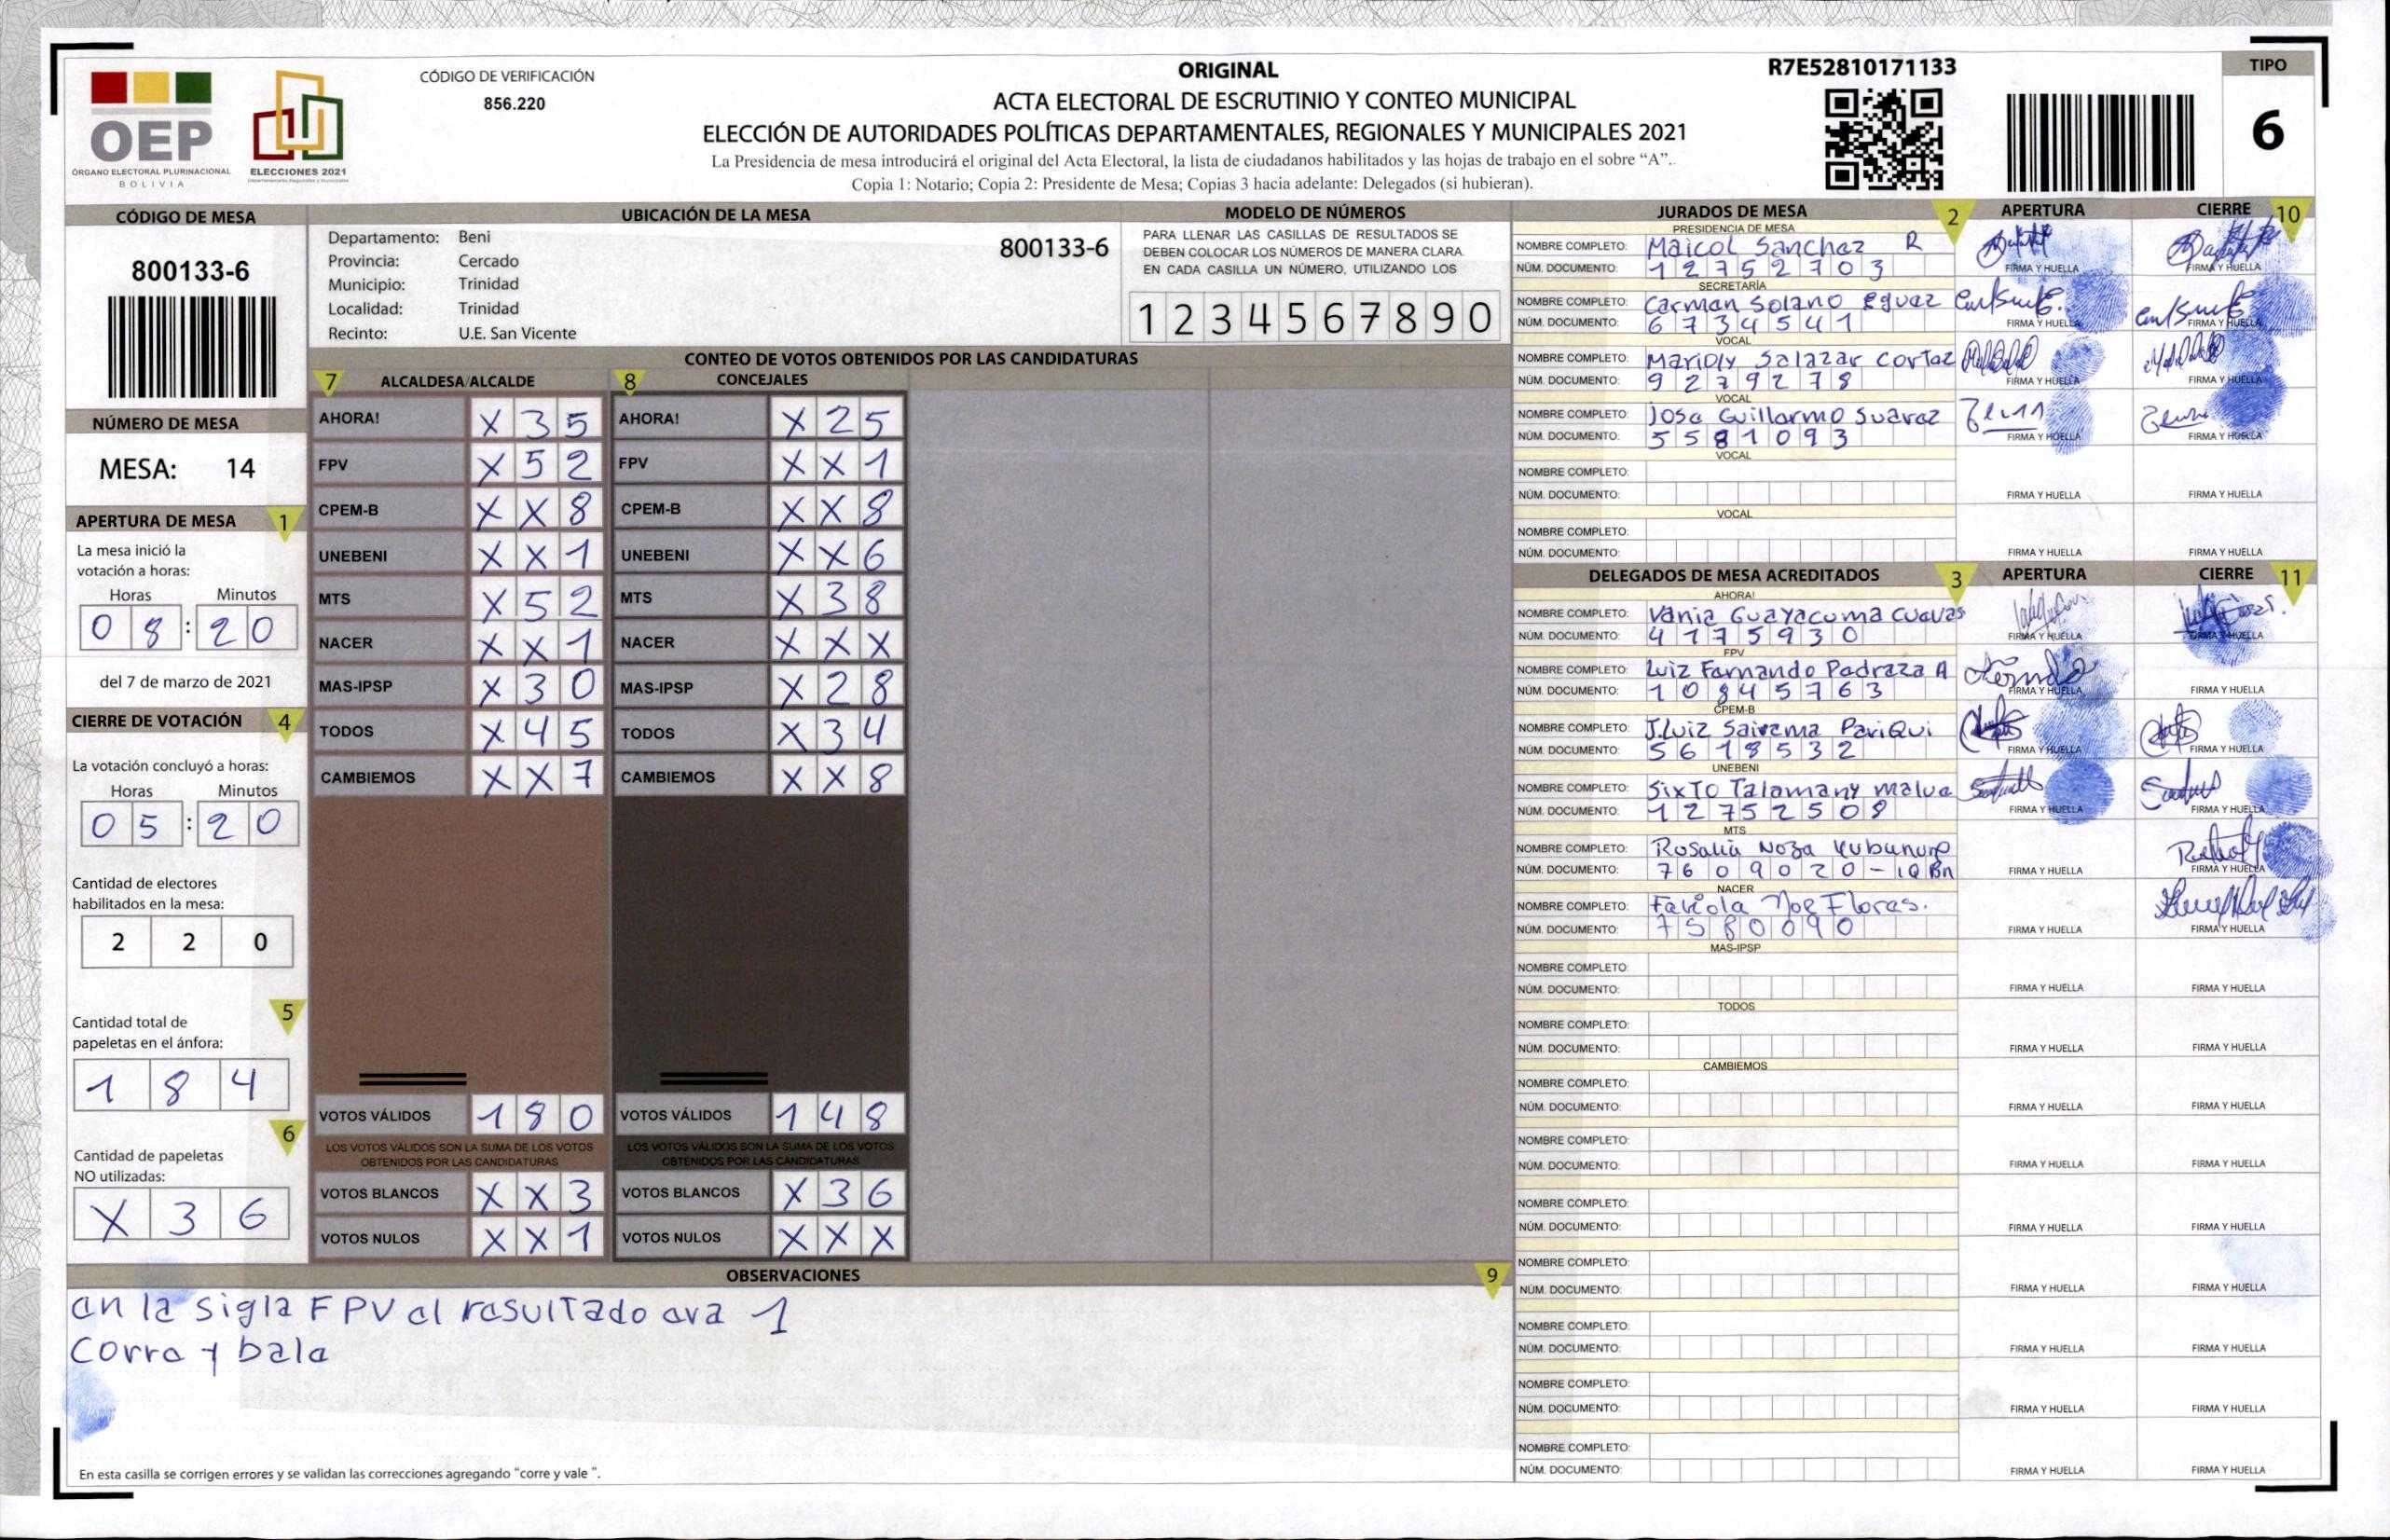 OEP
ÓRGANO ELECTORAL PLURINACIONAL
BOLIVIA
ELECCIONES 2021
CÓDIGO DE VERIFICACIÓN
856.220
ORIGINAL
ACTA ELECTORAL DE ESCRUTINIO Y CONTEO MUNICIPAL
ELECCIÓN DE AUTORIDADES POLÍTICAS DEPARTAMENTALES, REGIONALES Y MUNICIPALES 2021
La Presidencia de mesa introducirá el original del Acta Electoral, la lista de ciudadanos habilitados y las hojas de trabajo en el sobre “A”.
Copia 1: Notario; Copia 2: Presidente de Mesa; Copias 3 hacia adelante: Delegados (si hubieran).
R7E52810171133
TIPO
6
CÓDIGO DE MESA
800133-6
NÚMERO DE MESA
MESA: 14
APERTURA DE MESA 1
La mesa inició la
votación a horas:
Horas Minutos
0 8 : 2 0
del 7 de marzo de 2021
CIERRE DE VOTACIÓN 4
La votación concluyó a horas:
Horas Minutos
0 5 : 2 0
Cantidad de electores
habilitados en la mesa:
2 2 0
5
Cantidad total de
papeletas en el ánfora:
1 8 4
6
Cantidad de papeletas
NO utilizadas:
X 3 6
UBICACIÓN DE LA MESA
Departamento: Beni
Provincia: Cercado
Municipio: Trinidad
Localidad: Trinidad
Recinto: U.E. San Vicente
800133-6
MODELO DE NÚMEROS
PARA LLENAR LAS CASILLAS DE RESULTADOS SE
DEBEN COLOCAR LOS NÚMEROS DE MANERA CLARA
EN CADA CASILLA UN NÚMERO, UTILIZANDO LOS
1 2 3 4 5 6 7 8 9 0
CONTEO DE VOTOS OBTENIDOS POR LAS CANDIDATURAS
7 ALCALDESA/ALCALDE
AHORA! X 3 5
FPV X 5 2
CPEM-B X X 8
UNEBENI X X 1
MTS X 5 2
NACER X X 1
MAS-IPSP X 3 0
TODOS X 4 5
CAMBIEMOS X X 7
VOTOS VÁLIDOS 1 8 0
LOS VOTOS VÁLIDOS SON LA SUMA DE LOS VOTOS
OBTENIDOS POR LAS CANDIDATURAS
VOTOS BLANCOS X X 3
VOTOS NULOS X X 1
8 CONCEJALES
AHORA! X 2 5
FPV X X 1
CPEM-B X X 8
UNEBENI X X 6
MTS X 3 8
NACER X X X
MAS-IPSP X 2 8
TODOS X 3 4
CAMBIEMOS X X 8
VOTOS VÁLIDOS 1 4 8
LOS VOTOS VÁLIDOS SON LA SUMA DE LOS VOTOS
OBTENIDOS POR LAS CANDIDATURAS
VOTOS BLANCOS X 3 6
VOTOS NULOS X X X
OBSERVACIONES 9
en la sigla FPV el resultado era 1
Corre y bale
En esta casilla se corrigen errores y se validan las correcciones agregando "corre y vale ".
JURADOS DE MESA 2 APERTURA CIERRE 10
PRESIDENCIA DE MESA
NOMBRE COMPLETO: Maicol Sanchez R
NÚM. DOCUMENTO: 12752703 FIRMA Y HUELLA FIRMA Y HUELLA
SECRETARÍA
NOMBRE COMPLETO: Carmen Solano Eguez
NÚM. DOCUMENTO: 6734541 FIRMA Y HUELLA FIRMA Y HUELLA
VOCAL
NOMBRE COMPLETO: Marioly Salazar Cortez
NÚM. DOCUMENTO: 9279278 FIRMA Y HUELLA FIRMA Y HUELLA
VOCAL
NOMBRE COMPLETO: Jose Guillermo Suarez
NÚM. DOCUMENTO: 5581093 FIRMA Y HUELLA FIRMA Y HUELLA
VOCAL
NOMBRE COMPLETO:
NÚM. DOCUMENTO: FIRMA Y HUELLA FIRMA Y HUELLA
VOCAL
NOMBRE COMPLETO:
NÚM. DOCUMENTO: FIRMA Y HUELLA FIRMA Y HUELLA
DELEGADOS DE MESA ACREDITADOS 3 APERTURA CIERRE 11
AHORA!
NOMBRE COMPLETO: Vania Guayacuma Cuevas
NÚM. DOCUMENTO: 4175930 FIRMA Y HUELLA FIRMA Y HUELLA
FPV
NOMBRE COMPLETO: Luiz Fernando Pedraza A
NÚM. DOCUMENTO: 10845763 FIRMA Y HUELLA FIRMA Y HUELLA
CPEM-B
NOMBRE COMPLETO: J.Luiz Pariqui
NÚM. DOCUMENTO: 5618532 FIRMA Y HUELLA FIRMA Y HUELLA
UNEBENI
NOMBRE COMPLETO: Sixto Talamany Malue
NÚM. DOCUMENTO: 12752508 FIRMA Y HUELLA FIRMA Y HUELLA
MTS
NOMBRE COMPLETO: Rosalia Noza
NÚM. DOCUMENTO: 7609020-1Q Bn FIRMA Y HUELLA FIRMA Y HUELLA
NACER
NOMBRE COMPLETO: Fabiola Noe Flores.
NÚM. DOCUMENTO: 7580090 FIRMA Y HUELLA FIRMA Y HUELLA
MAS-IPSP
NOMBRE COMPLETO:
NÚM. DOCUMENTO: FIRMA Y HUELLA FIRMA Y HUELLA
TODOS
NOMBRE COMPLETO:
NÚM. DOCUMENTO: FIRMA Y HUELLA FIRMA Y HUELLA
CAMBIEMOS
NOMBRE COMPLETO:
NÚM. DOCUMENTO: FIRMA Y HUELLA FIRMA Y HUELLA
NOMBRE COMPLETO:
NÚM. DOCUMENTO: FIRMA Y HUELLA FIRMA Y HUELLA
NOMBRE COMPLETO:
NÚM. DOCUMENTO: FIRMA Y HUELLA FIRMA Y HUELLA
NOMBRE COMPLETO:
NÚM. DOCUMENTO: FIRMA Y HUELLA FIRMA Y HUELLA
NOMBRE COMPLETO:
NÚM. DOCUMENTO: FIRMA Y HUELLA FIRMA Y HUELLA
NOMBRE COMPLETO:
NÚM. DOCUMENTO: FIRMA Y HUELLA FIRMA Y HUELLA
NOMBRE COMPLETO:
NÚM. DOCUMENTO: FIRMA Y HUELLA FIRMA Y HUELLA